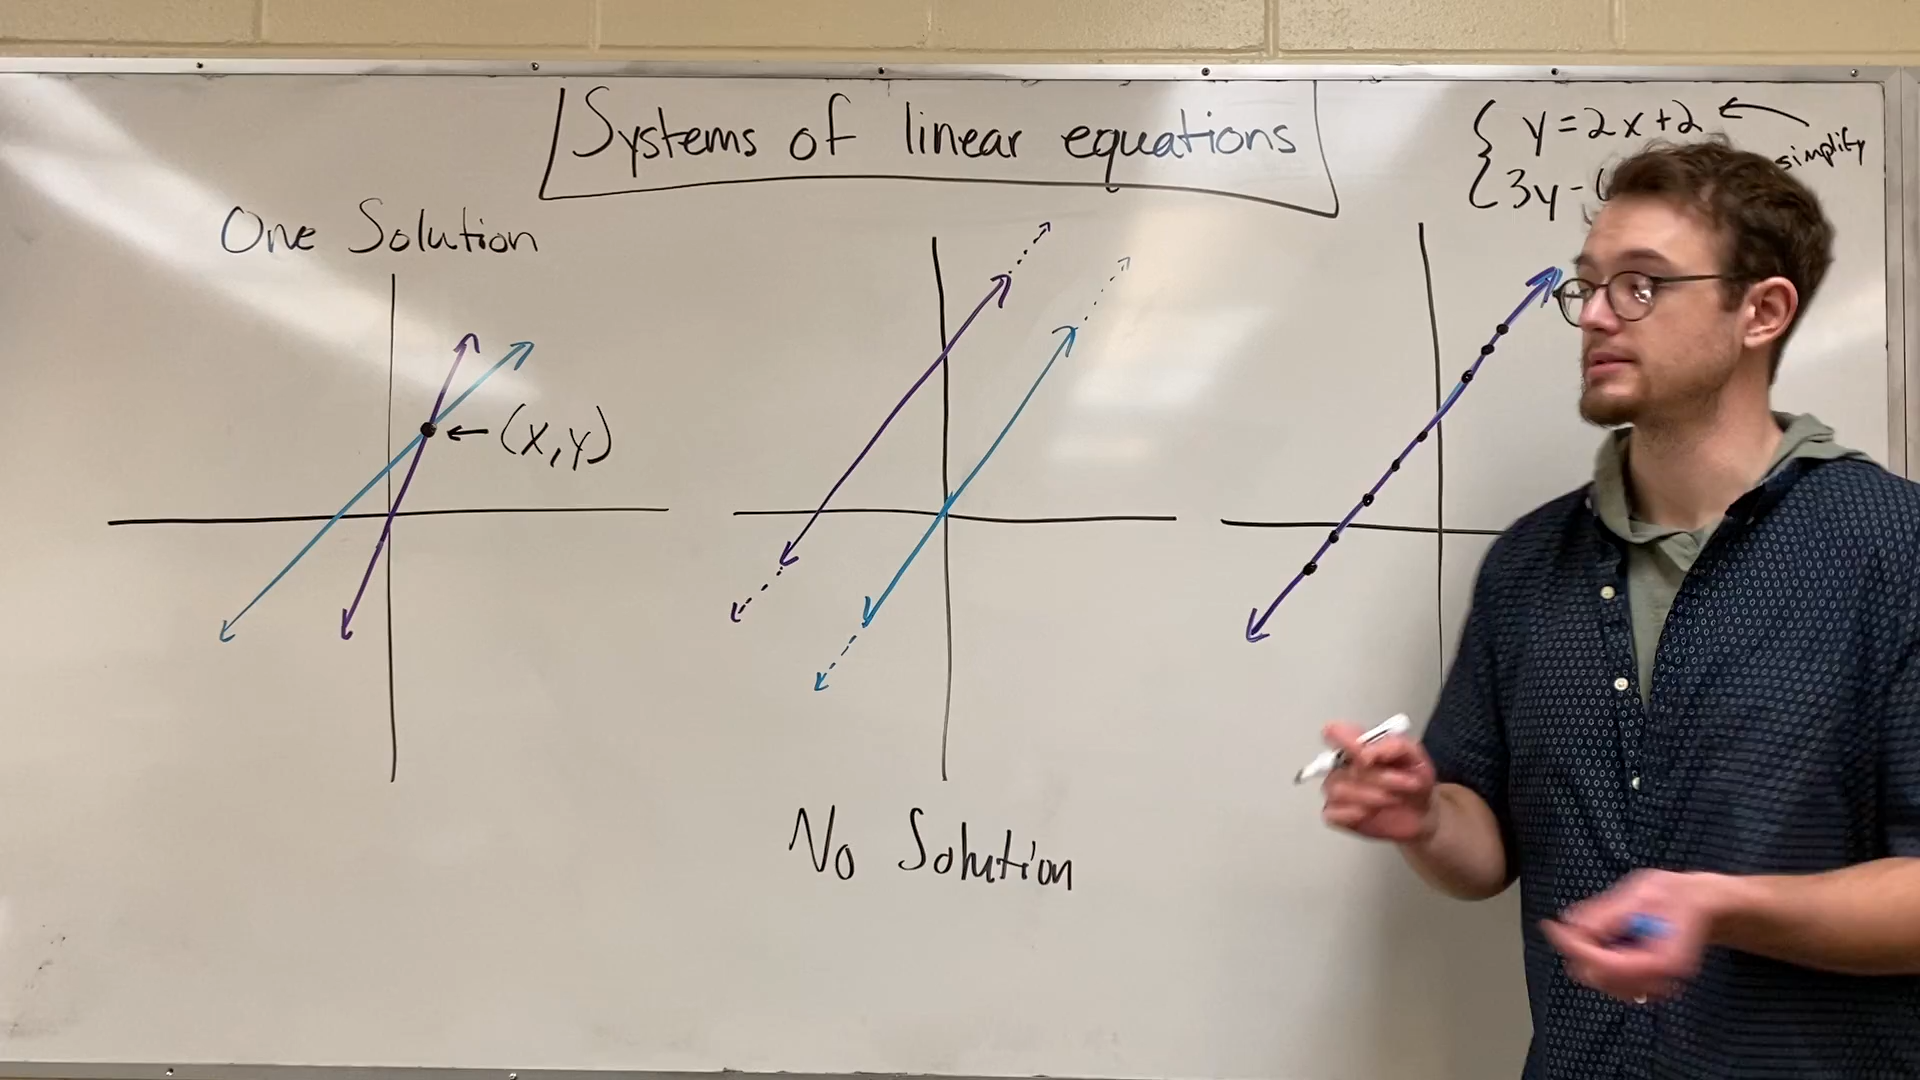 Systems of linear equations
y=2x+2
simplify
3y-
One Solution
(x,y)
No Solution